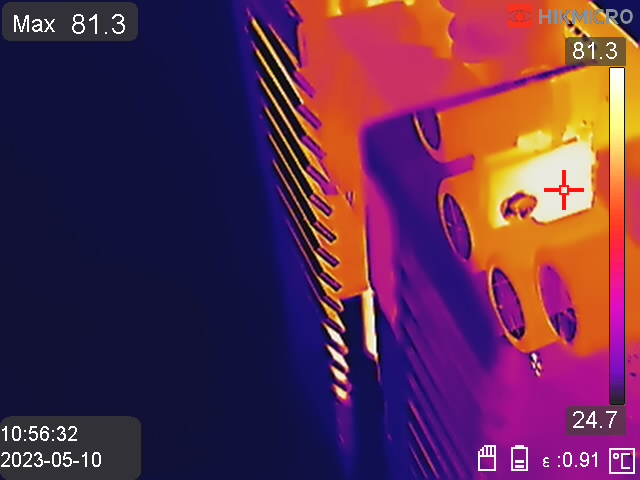 Max 81.3
HIKMICRO
81.3
24.7
10:56:32
2023-05-10
ε :0.91 °C